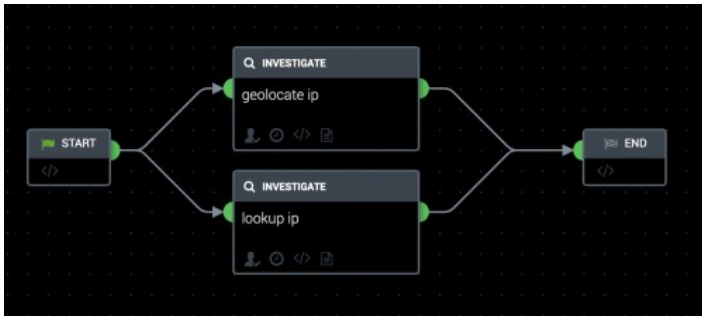 START
INVESTIGATE
geolocate ip
INVESTIGATE
lookup ip
END